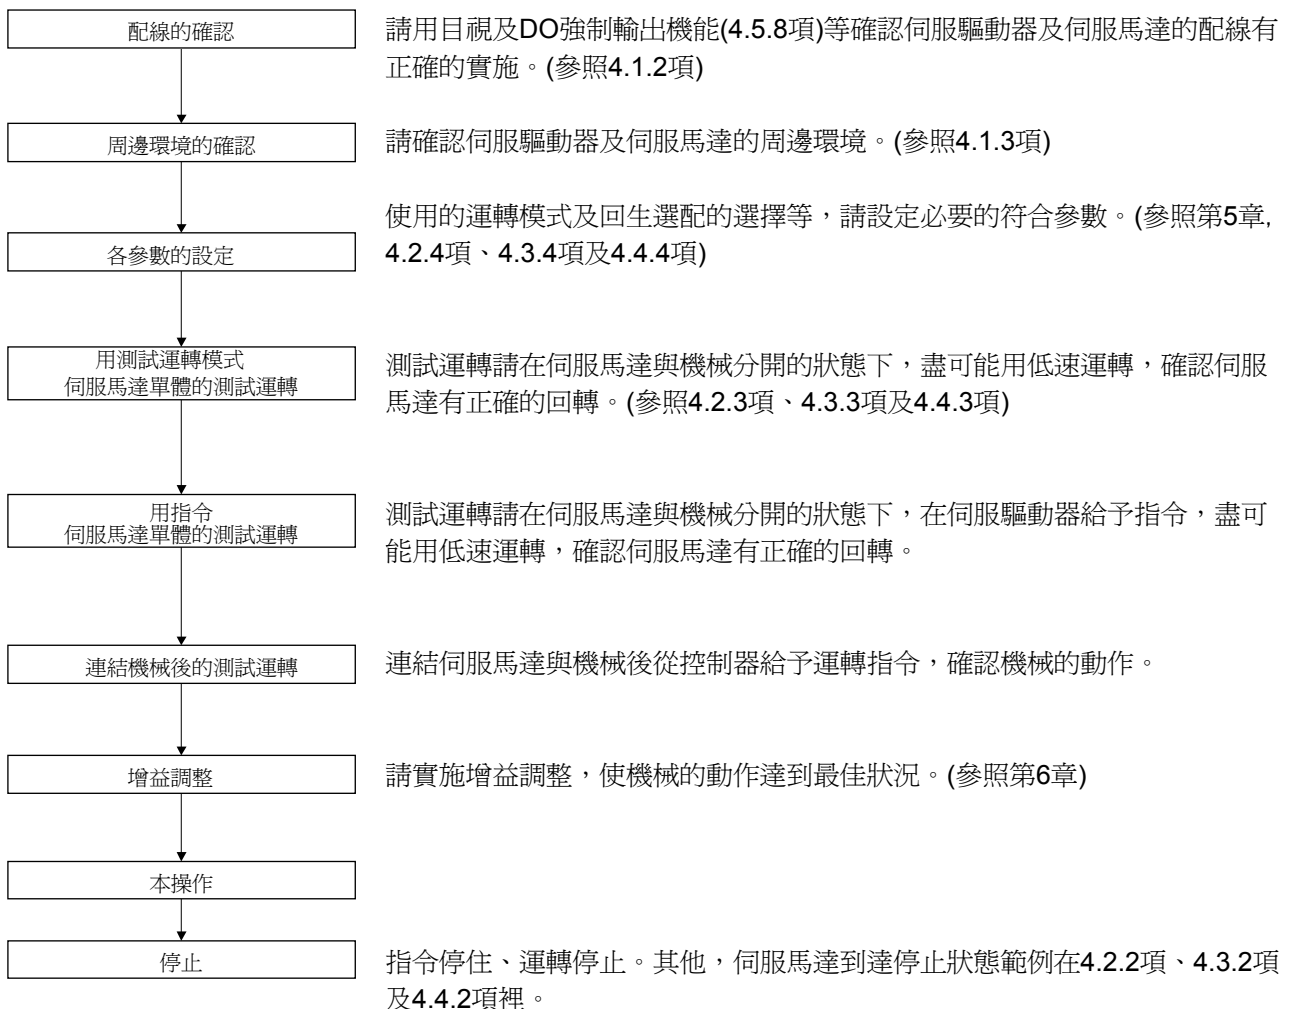 配線的確認
請用目視及DO強制輸出機能(4.5.8項)等確認伺服驅動器及伺服馬達的配線有
正確的實施。(參照4.1.2項)
周邊環境的確認
請確認伺服驅動器及伺服馬達的周邊環境。(參照4.1.3項)
各參數的設定
使用的運轉模式及回生選配的選擇等，請設定必要的符合參數。(參照第5章,
4.2.4項、4.3.4項及4.4.4項)
用測試運轉模式
伺服馬達單體的測試運轉
測試運轉請在伺服馬達與機械分開的狀態下，盡可能用低速運轉，確認伺服
馬達有正確的回轉。(參照4.2.3項、4.3.3項及4.4.3項)
用指令
伺服馬達單體的測試運轉
測試運轉請在伺服馬達與機械分開的狀態下，在伺服驅動器給予指令，盡可
能用低速運轉，確認伺服馬達有正確的回轉。
連結機械後的測試運轉
連結伺服馬達與機械後從控制器給予運轉指令，確認機械的動作。
增益調整
請實施增益調整，使機械的動作達到最佳狀況。(參照第6章)
本操作
停止
指令停住、運轉停止。其他，伺服馬達到達停止狀態範例在4.2.2項、4.3.2項
及4.4.2項裡。